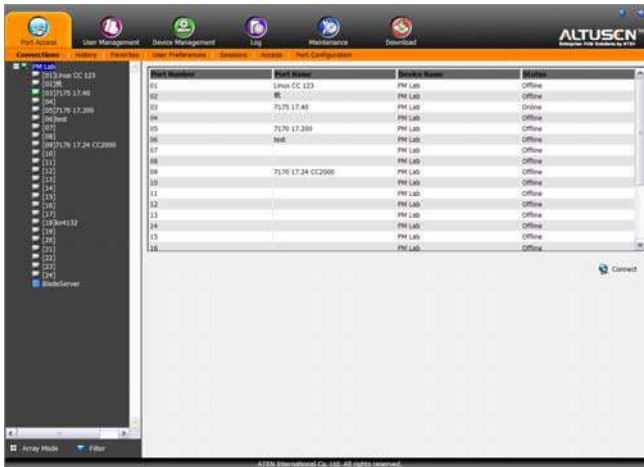 ALTUSCN
Port Access
User Management
Device Management
Log
Maintenance
Download
Connections
History
Favorites
User Preferences
Sessions
Access
Port Configuration
PM Lab
[01]Linux CC 123
[02]fft
[03]7175 17.40
[04]
[05]7170 17.200
[06]test
[07]
[08]
[09]7170 17.24 CC2000
[10]
[11]
[12]
[13]
[14]
[15]
[16]
[17]
[18]kn4132
[19]
[20]
[21]
[22]
[23]
[24]
BladeServer
Port Number Port Name Device Name Status
01 Linux CC 123 PM Lab Offline
02 fft PM Lab Offline
03 7175 17.40 PM Lab Online
04 PM Lab Offline
05 7170 17.200 PM Lab Offline
06 test PM Lab Offline
07 PM Lab Offline
08 PM Lab Offline
09 7170 17.24 CC2000 PM Lab Offline
10 PM Lab Offline
11 PM Lab Offline
12 PM Lab Offline
13 PM Lab Offline
14 PM Lab Offline
15 PM Lab Offline
16 PM Lab Offline
Connect
Array Mode
Filter
ATEN International Co. Ltd. All rights reserved.